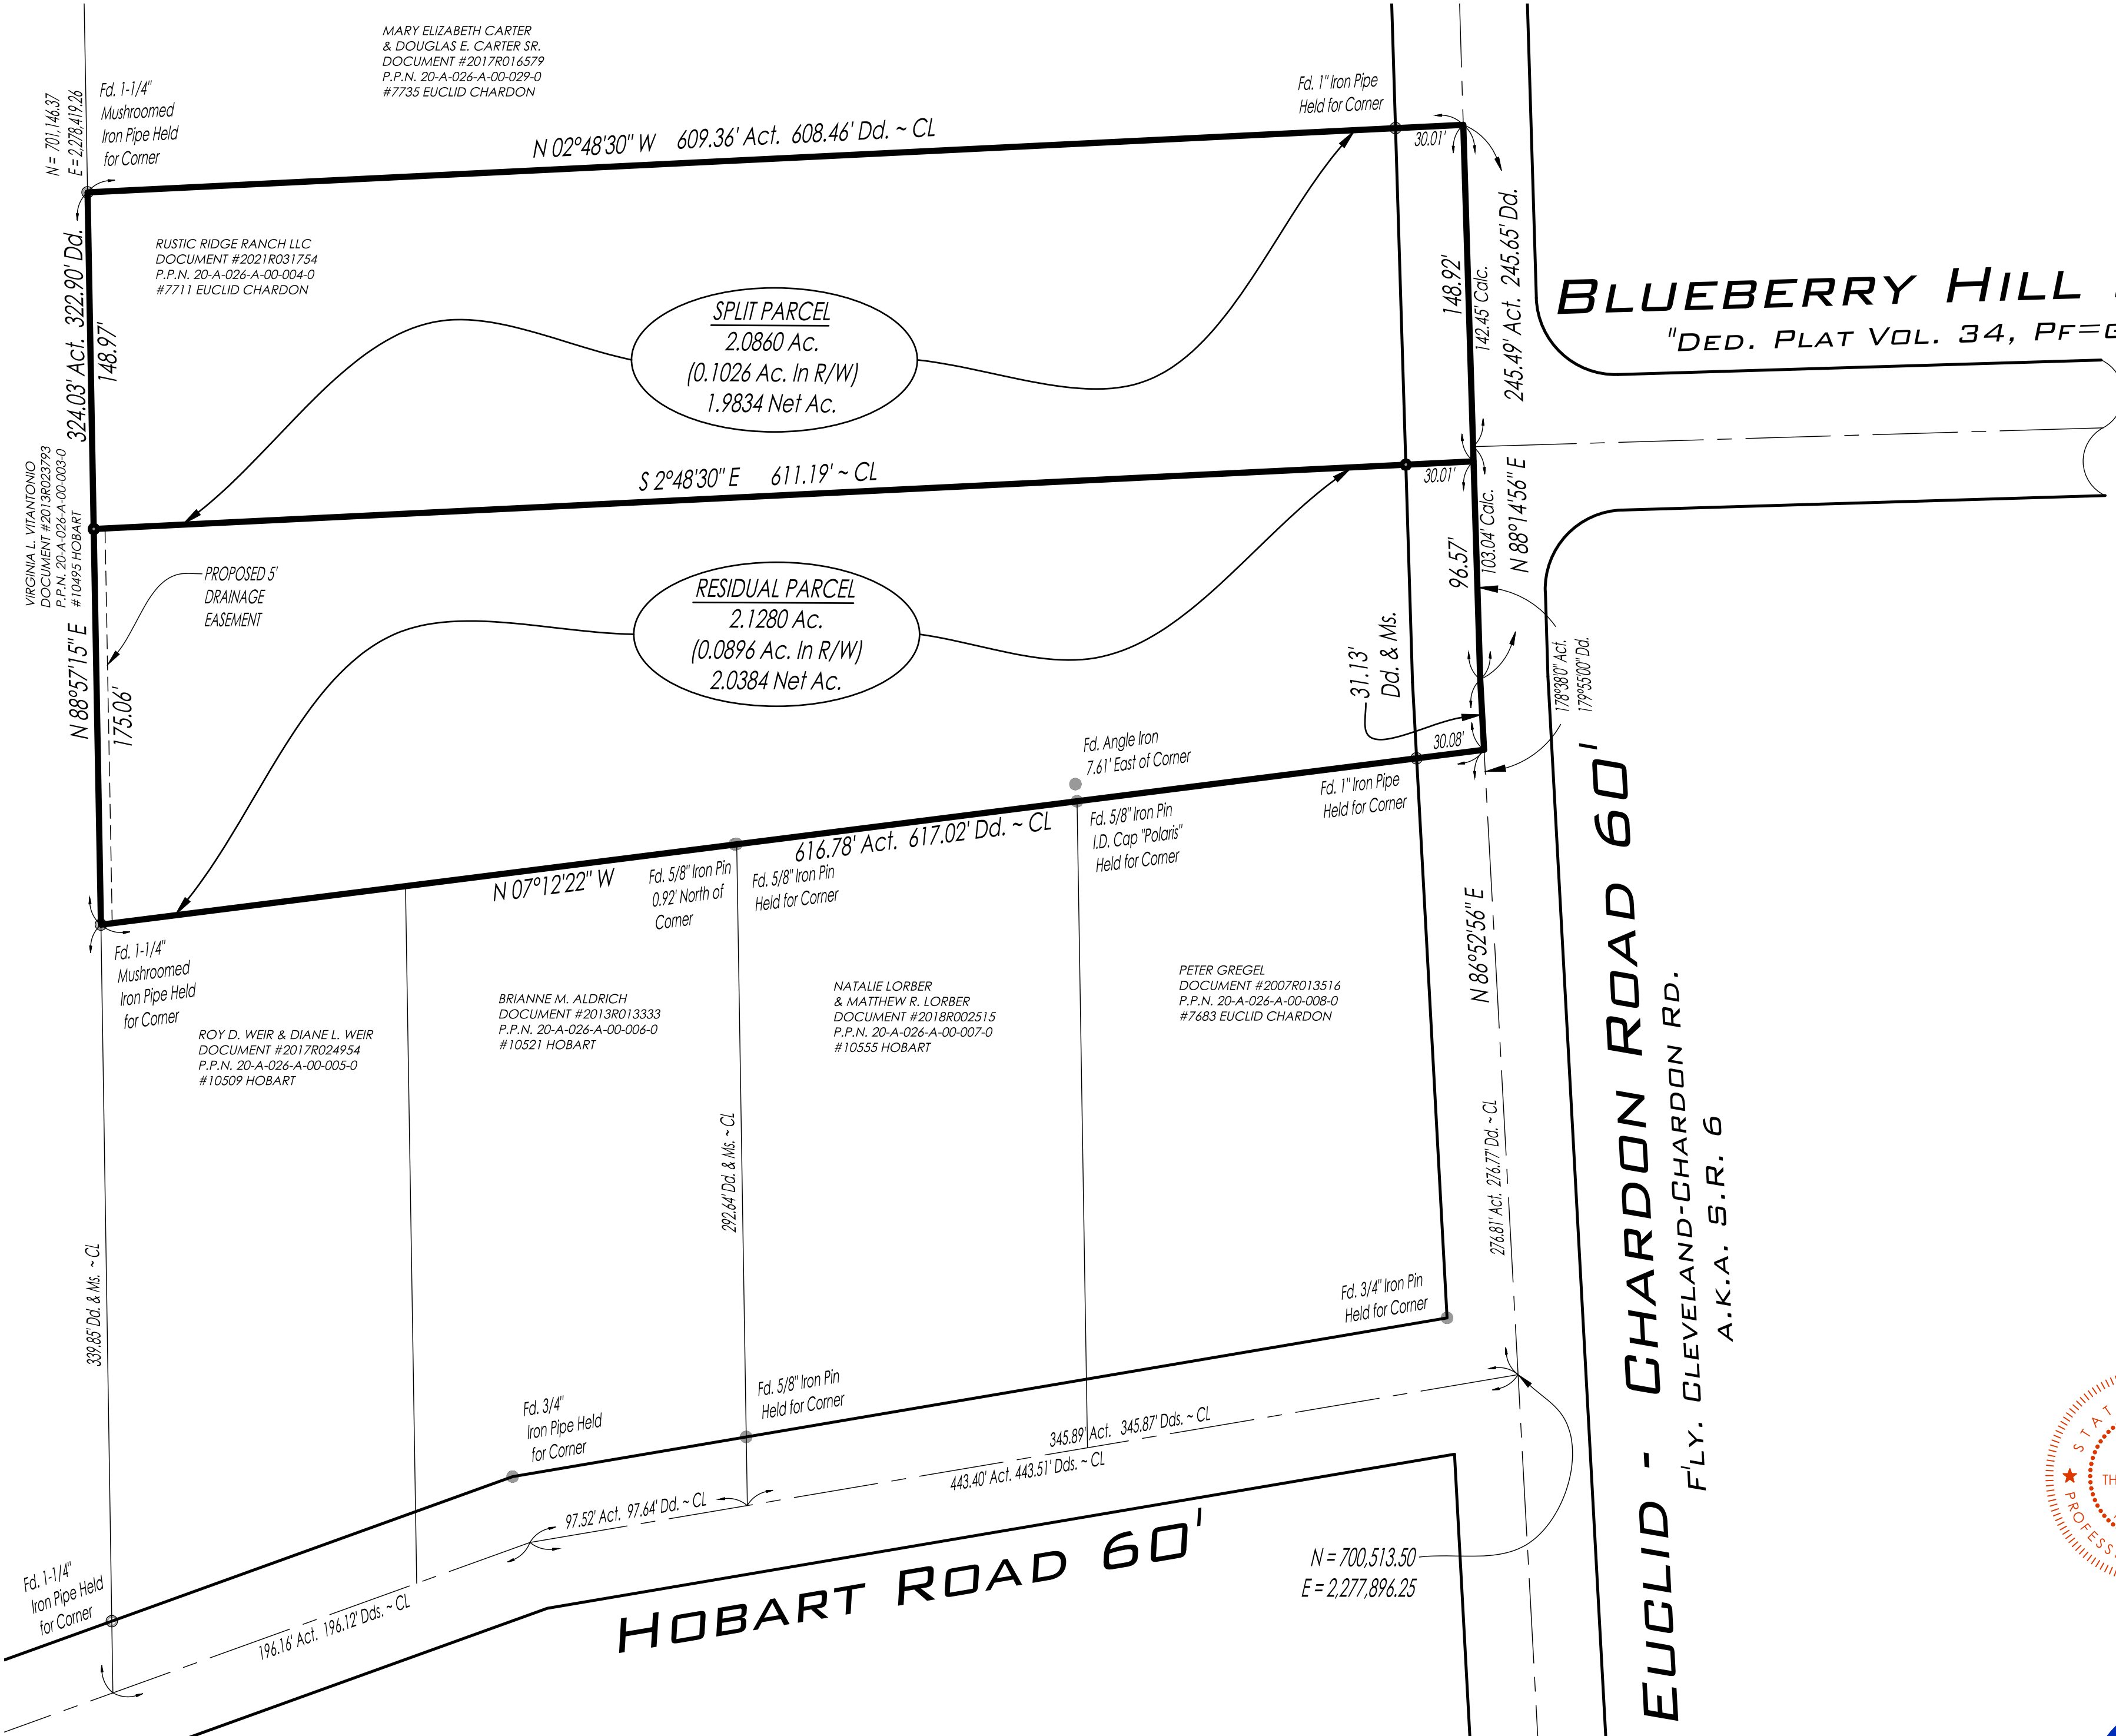 MARY ELIZABETH CARTER
& DOUGLAS E. CARTER SR.
DOCUMENT #2017R016579
P.P.N. 20-A-026-A-00-029-0
#7735 EUCLID CHARDON
N = 701,146.37
E = 2,278,419.26
Fd. 1-1/4"
Mushroomed
Iron Pipe Held
for Corner
Fd. 1" Iron Pipe
Held for Corner
N 02°48'30" W 609.36' Act. 608.46' Dd. ~ CL
30.01'
RUSTIC RIDGE RANCH LLC
DOCUMENT #2021R031754
P.P.N. 20-A-026-A-00-004-0
#7711 EUCLID CHARDON
324.03' Act. 322.90' Dd.
148.97'
SPLIT PARCEL
2.0860 Ac.
(0.1026 Ac. In R/W)
1.9834 Net Ac.
148.92'
142.45' Calc.
245.49' Act. 245.65' Dd.
BLUEBERRY HILL
"DED. PLAT VOL. 34, PF=
S 2°48'30" E 611.19' ~ CL
30.01'
VIRGINIA L. VITANTONIO
DOCUMENT #2013R023793
P.P.N. 20-A-026-A-00-003-0
#10495 HOBART
N 88°57'15" E
175.06'
PROPOSED 5'
DRAINAGE
EASEMENT
RESIDUAL PARCEL
2.1280 Ac.
(0.0896 Ac. In R/W)
2.0384 Net Ac.
96.57'
103.04' Calc.
N 88°14'56" E
31.13'
Dd. & Ms.
178°38'0" Act.
179°55'00" Dd.
30.08'
Fd. Angle Iron
7.61' East of Corner
Fd. 1" Iron Pipe
Held for Corner
Fd. 5/8" Iron Pin
I.D. Cap "Polaris"
Held for Corner
616.78' Act. 617.02' Dd. ~ CL
N 07°12'22" W
Fd. 5/8" Iron Pin
0.92' North of
Corner
Fd. 5/8" Iron Pin
Held for Corner
Fd. 1-1/4"
Mushroomed
Iron Pipe Held
for Corner
ROY D. WEIR & DIANE L. WEIR
DOCUMENT #2017R024954
P.P.N. 20-A-026-A-00-005-0
#10509 HOBART
BRIANNE M. ALDRICH
DOCUMENT #2013R013333
P.P.N. 20-A-026-A-00-006-0
#10521 HOBART
NATALIE LORBER
& MATTHEW R. LORBER
DOCUMENT #2018R002515
P.P.N. 20-A-026-A-00-007-0
#10555 HOBART
PETER GREGEL
DOCUMENT #2007R013516
P.P.N. 20-A-026-A-00-008-0
#7683 EUCLID CHARDON
N 86°52'56" E
276.81' Act. 276.77' Dd. ~ CL
EUCLID - CHARDON ROAD 60'
F'LY. CLEVELAND-CHARDON RD.
A.K.A. S.R. 6
339.85' Dd. & Ms. ~ CL
292.64' Dd. & Ms. ~ CL
Fd. 3/4" Iron Pin
Held for Corner
Fd. 5/8" Iron Pin
Held for Corner
Fd. 3/4"
Iron Pipe Held
for Corner
345.89' Act. 345.87' Dds. ~ CL
443.40' Act. 443.51' Dds. ~ CL
97.52' Act. 97.64' Dd. ~ CL
196.16' Act. 196.12' Dds. ~ CL
HOBART ROAD 60'
N = 700,513.50
E = 2,277,896.25
Fd. 1-1/4"
Iron Pipe Held
for Corner
STAT
TH
PROFESS